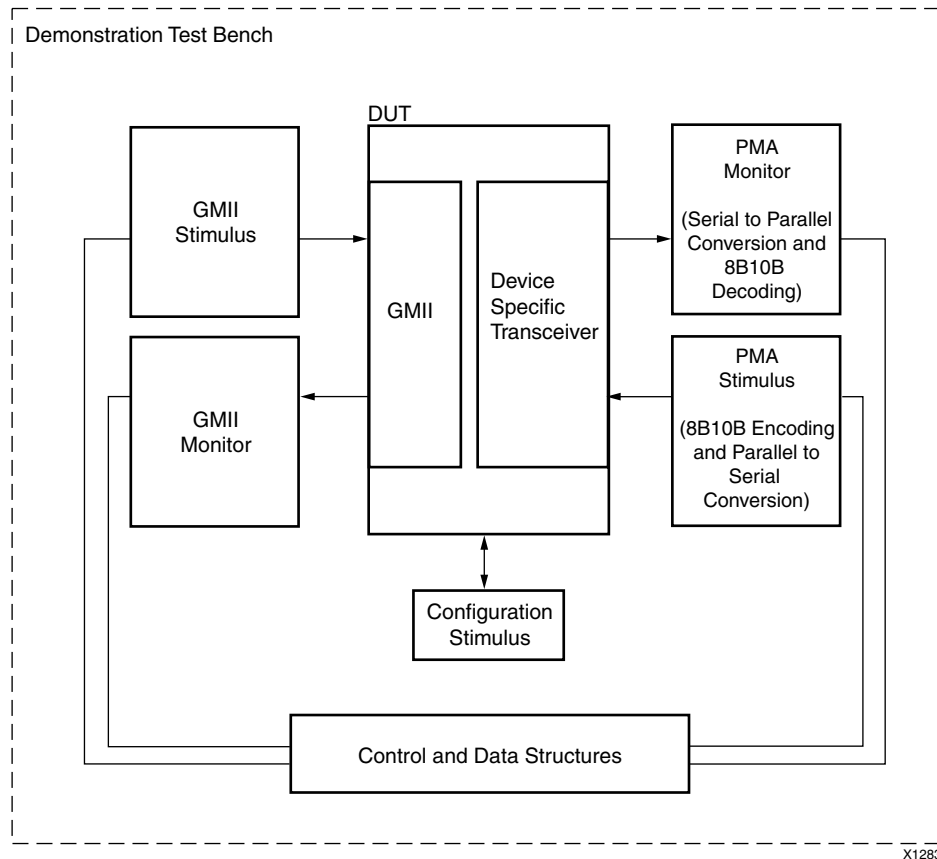 Demonstration Test Bench
DUT
GMII
Stimulus
GMII
Monitor
GMII
Device
Specific
Transceiver
PMA
Monitor
(Serial to Parallel
Conversion and
8B10B
Decoding)
PMA
Stimulus
(8B10B Encoding
and Parallel to
Serial
Conversion)
Configuration
Stimulus
Control and Data Structures
X1283